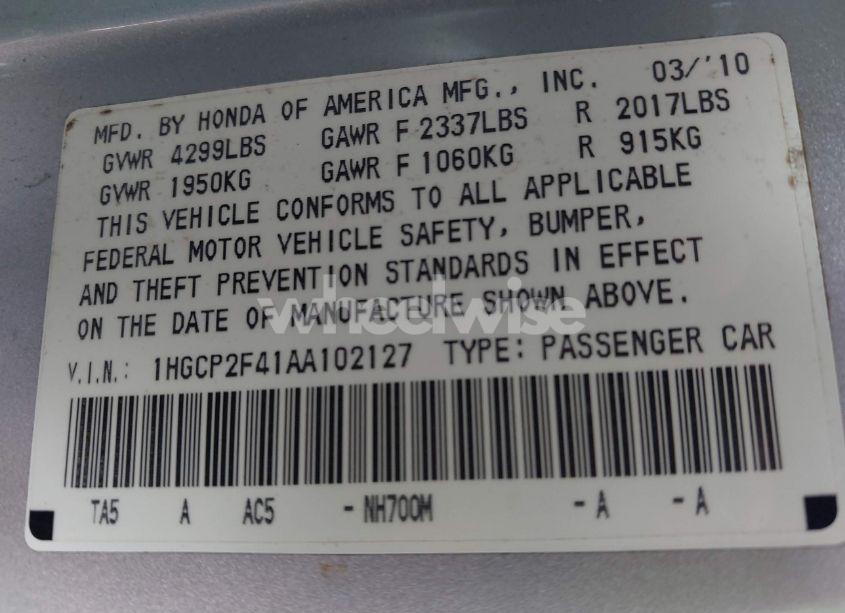 MFD. BY HONDA OF AMERICA MFG., INC. 03/'10
GVWR 4299LBS GAWR F 2337LBS R 2017LBS
GVWR 1950KG GAWR F 1060KG R 915KG
THIS VEHICLE CONFORMS TO ALL APPLICABLE
FEDERAL MOTOR VEHICLE SAFETY, BUMPER,
AND THEFT PREVENTION STANDARDS IN EFFECT
ON THE DATE OF MANUFACTURE SHOWN ABOVE.
wheelwise
V.I.N.: 1HGCP2F41AA102127 TYPE: PASSENGER CAR
TA5 A AC5 -NH700M -A -A